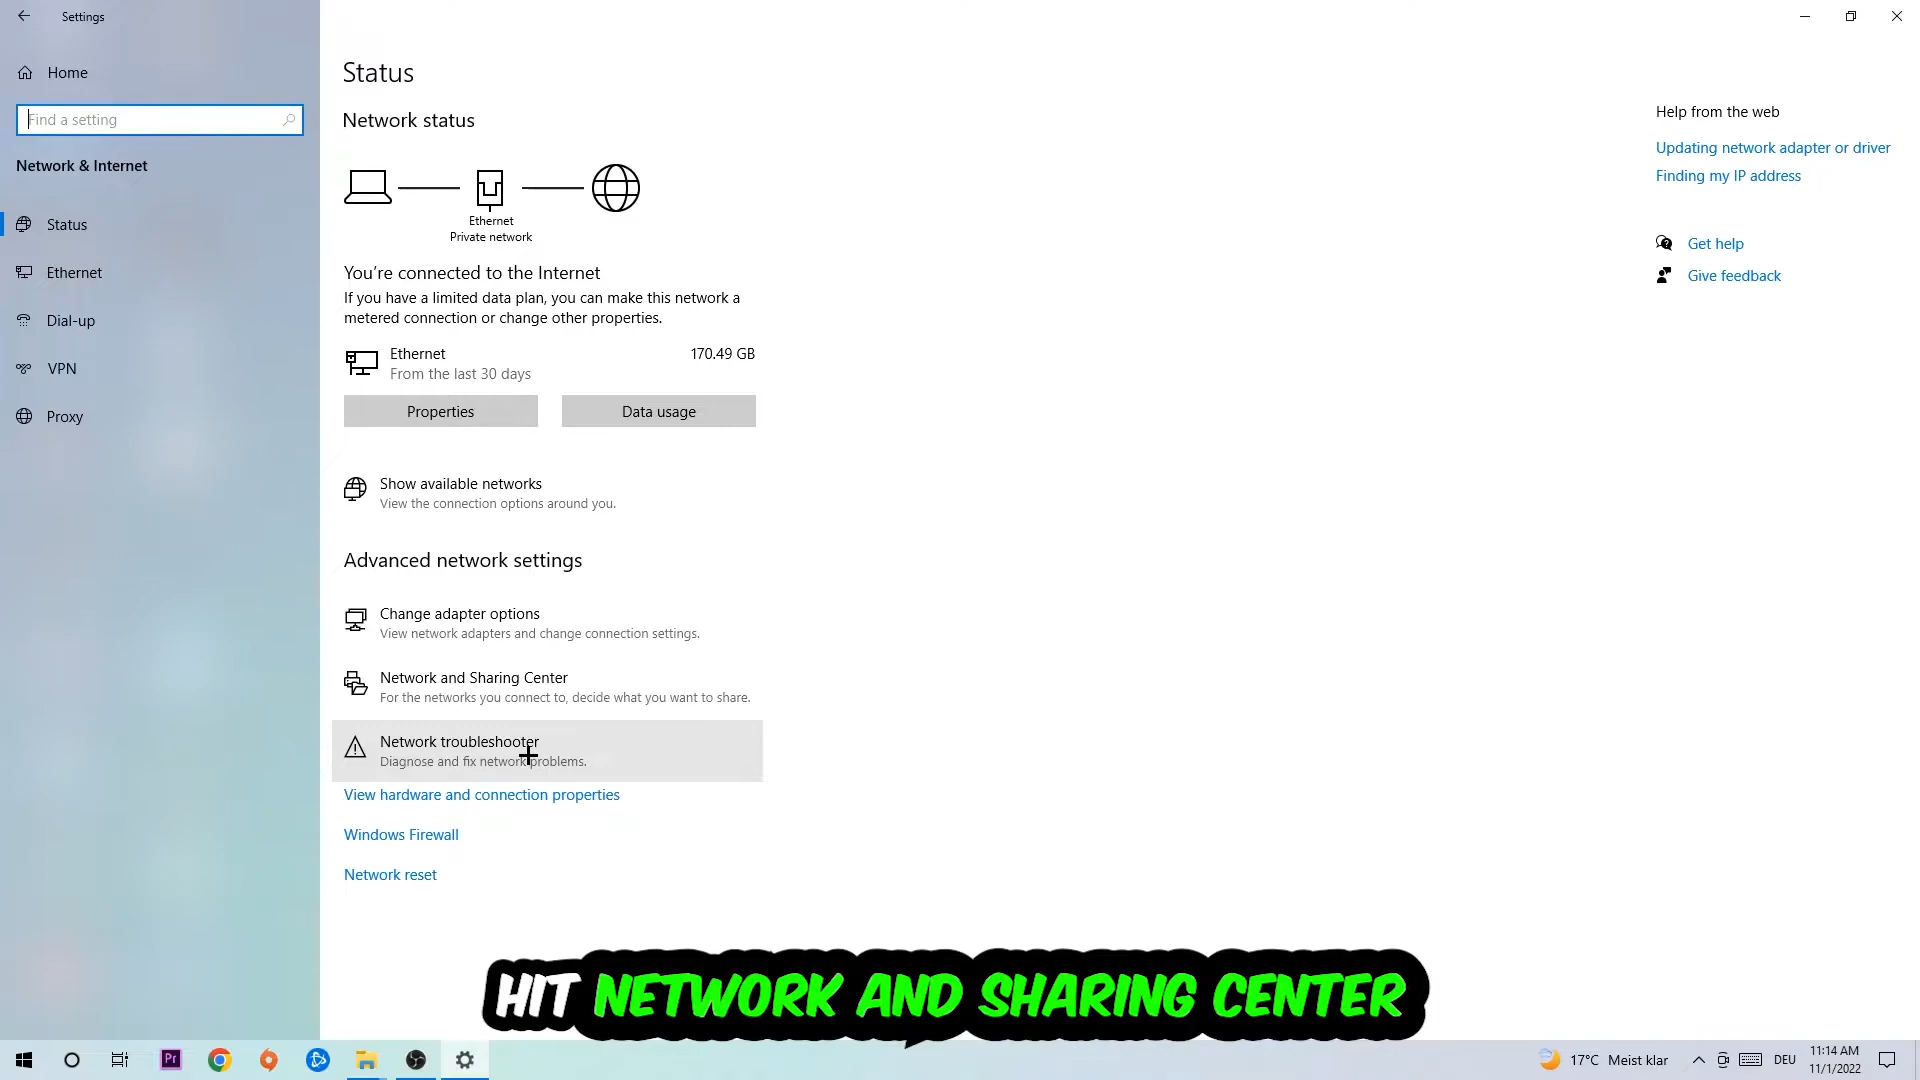 Settings
Home
Find a setting
Network & Internet
Status
Ethernet
Dial-up
VPN
Proxy
Status
Network status
Ethernet
Private network
You're connected to the Internet
If you have a limited data plan, you can make this network a
metered connection or change other properties.
Ethernet 170.49 GB
From the last 30 days
Properties Data usage
Show available networks
View the connection options around you.
Advanced network settings
Change adapter options
View network adapters and change connection settings.
Network and Sharing Center
For the networks you connect to, decide what you want to share.
Network troubleshooter
Diagnose and fix network problems.
View hardware and connection properties
Windows Firewall
Network reset
Help from the web
Updating network adapter or driver
Finding my IP address
Get help
Give feedback
HIT NETWORK AND SHARING CENTER
Pr
17°C Meist klar
DEU
11:14 AM
11/1/2022